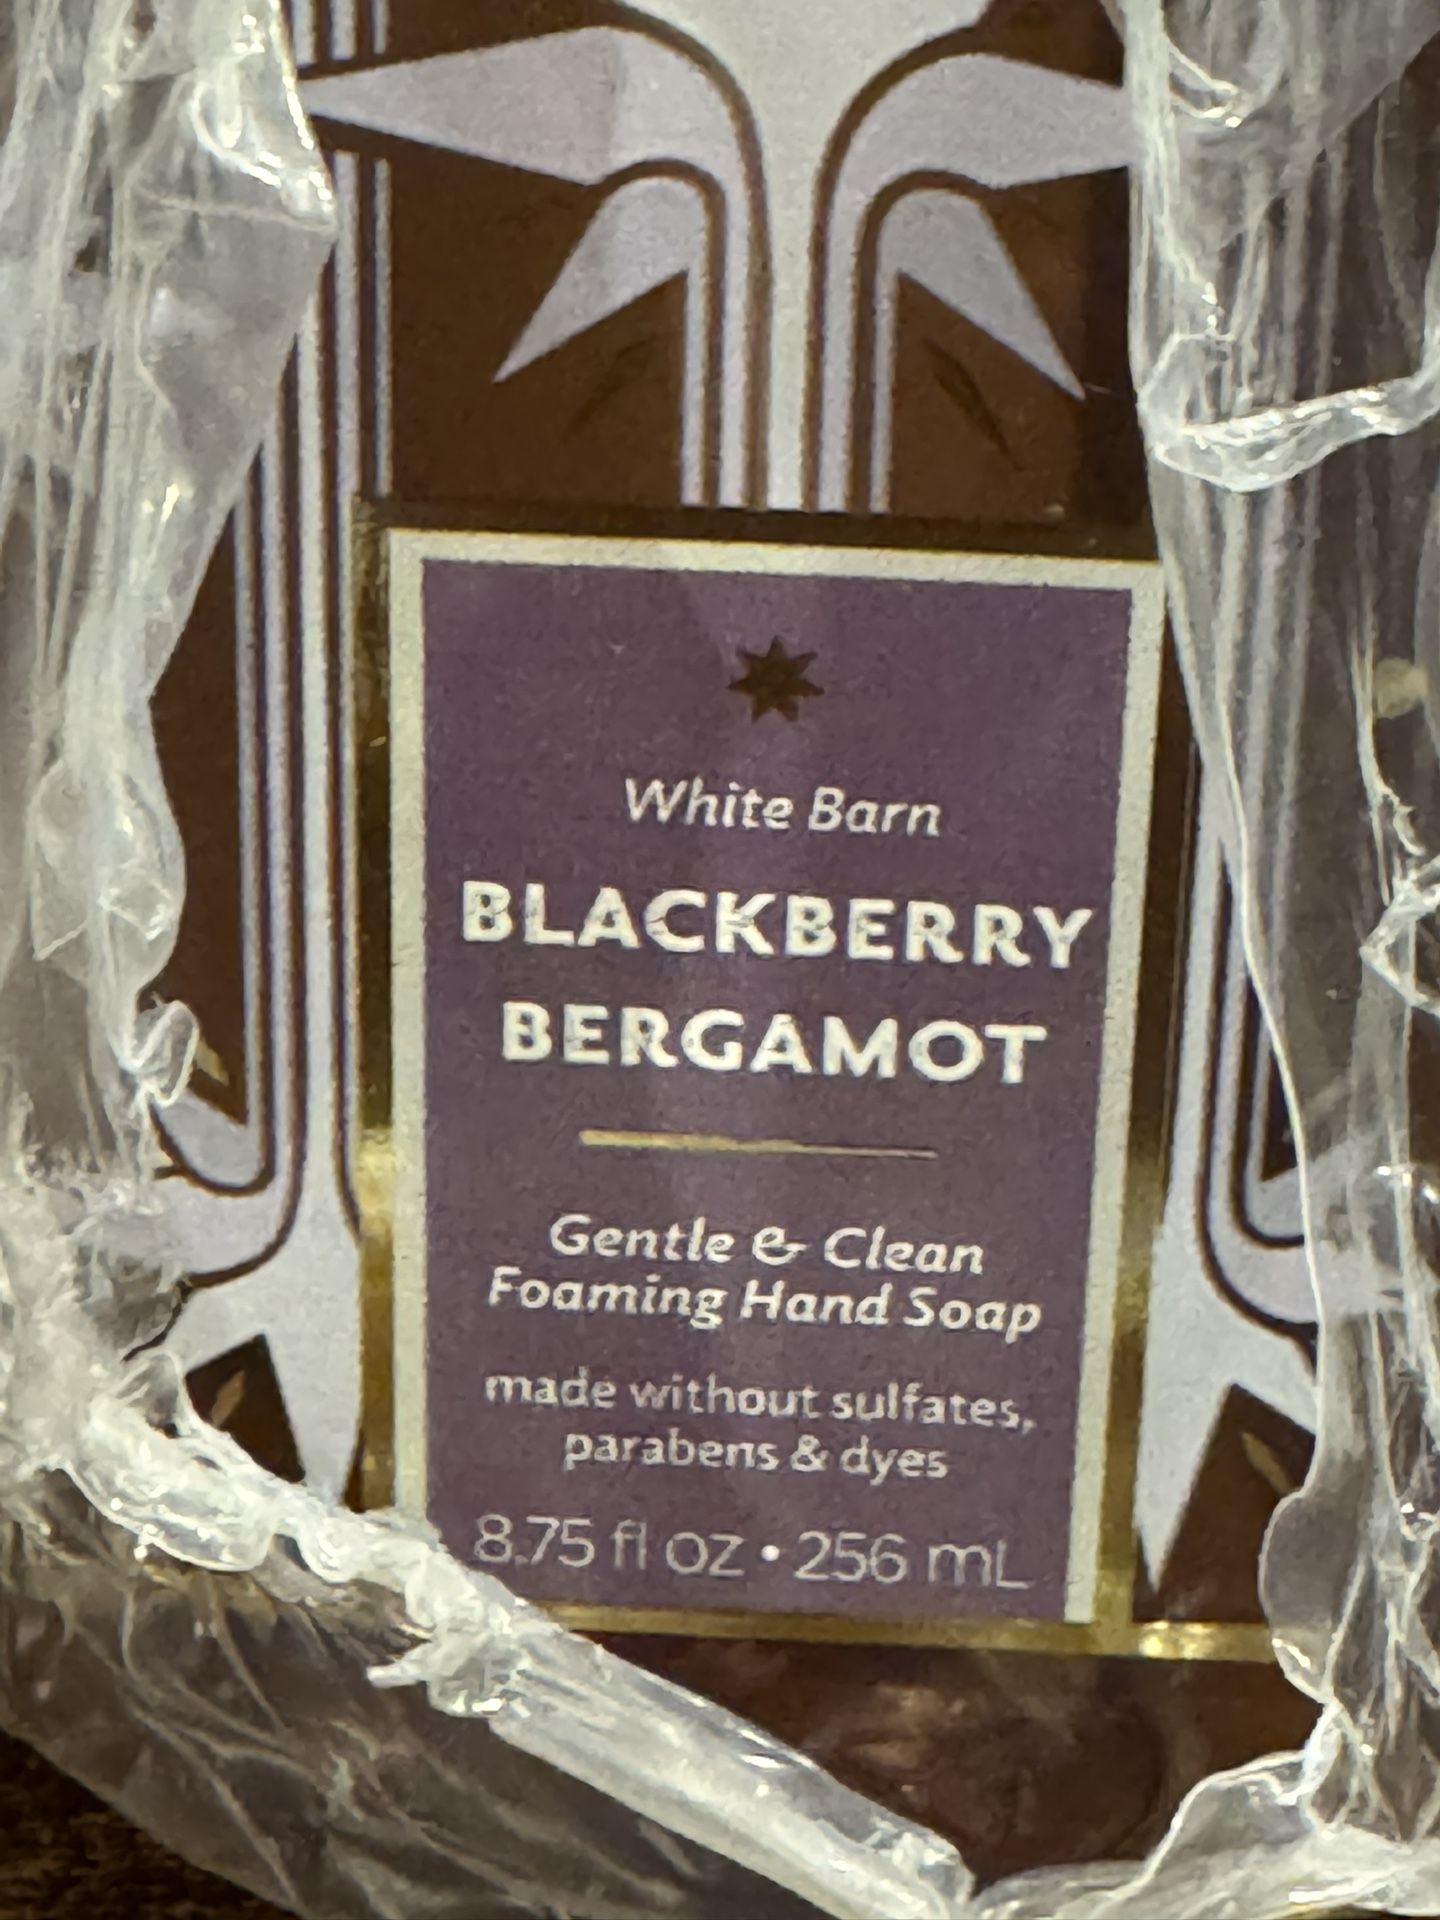 White Barn
BLACKBERRY
BERGAMOT
Gentle & Clean
Foaming Hand Soap
made without sulfates,
parabens & dyes
8.75 fl oz • 256 mL